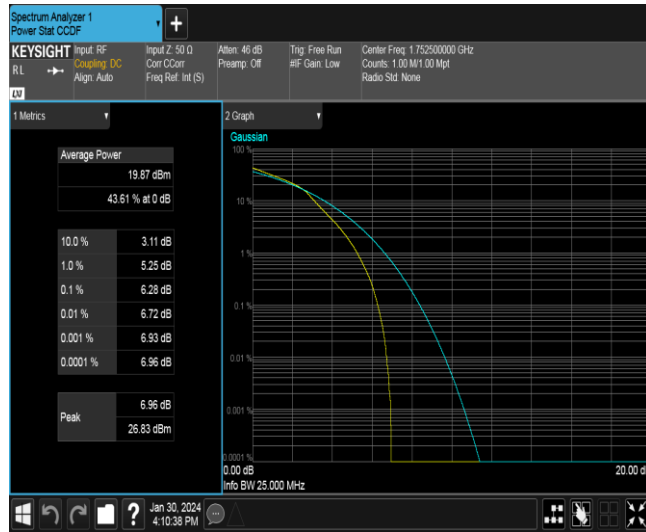 Spectrum Analyzer 1
Power Stat CCDF
+
KEYSIGHT
RL
LXI
Input: RF
Coupling: DC
Align: Auto
Input Z: 50 Ω
Corr CCorr
Freq Ref: Int (S)
Atten: 46 dB
Preamp: Off
Trig: Free Run
#IF Gain: Low
Center Freq: 1.752500000 GHz
Counts: 1.00 M/1.00 Mpt
Radio Std: None
1 Metrics
Average Power
19.87 dBm
43.61 % at 0 dB
10.0 % 3.11 dB
1.0 % 5.25 dB
0.1 % 6.28 dB
0.01 % 6.72 dB
0.001 % 6.93 dB
0.0001 % 6.96 dB
Peak
6.96 dB
26.83 dBm
2 Graph
Gaussian
100 %
10 %
1 %
0.1 %
0.01 %
0.001 %
0.0001 %
0.00 dB 20.00 d
Info BW 25.000 MHz
?
Jan 30, 2024
4:10:38 PM